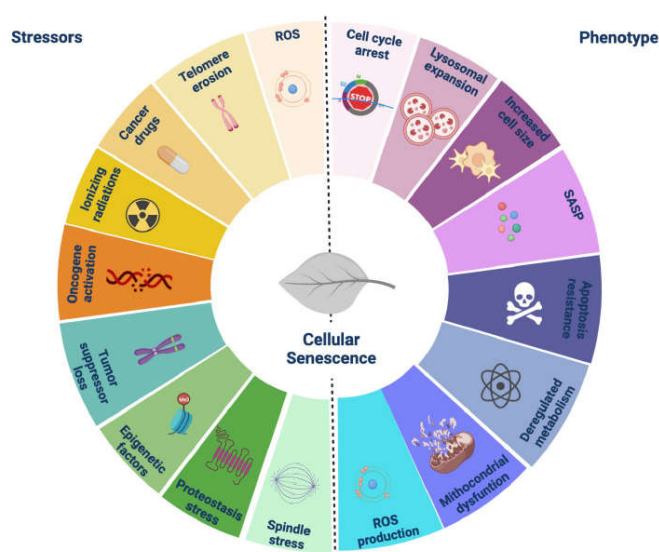 Stressors
Phenotype
ROS
Telomere
erosion
Cancer
drugs
Ionizing
radiations
Oncogene
activation
Tumor
suppressor
loss
Epigenetic
factors
Proteostasis
stress
Spindle
stress
Cell cycle
arrest
STOP
Lysosomal
expansion
Increased
cell size
SASP
Apoptosis
resistance
Deregulated
metabolism
Mithocondrial
dysfuntion
ROS
production
Cellular
Senescence